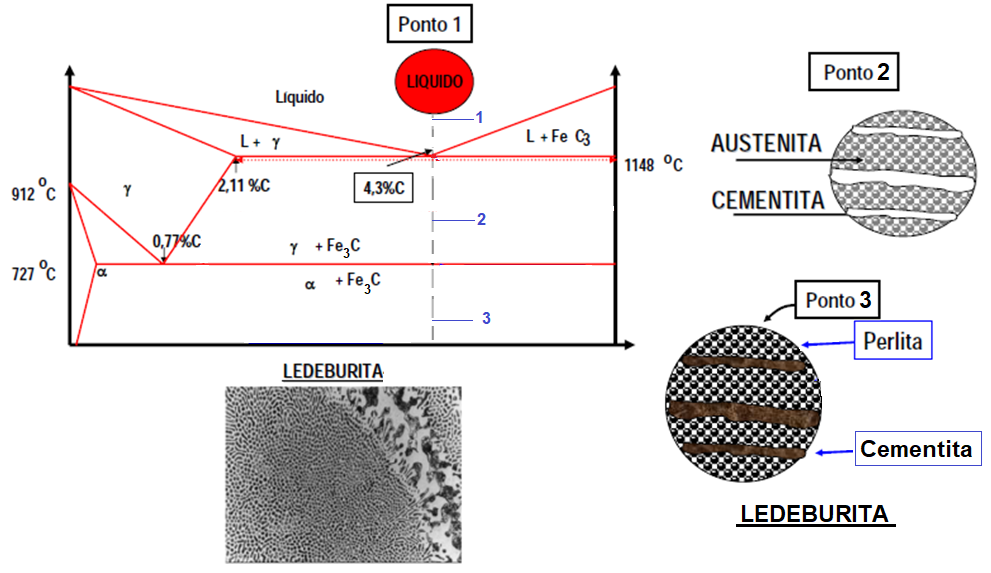 Ponto 1
LIQUIDO
1
Líquido
L + γ
L + Fe C3
1148 °C
2,11 %C
4,3%C
912 °C
γ
2
0,77%C
γ + Fe3C
727 °C
α
α + Fe3C
3
LEDEBURITA
Ponto 2
AUSTENITA
CEMENTITA
Ponto 3
Perlita
Cementita
LEDEBURITA